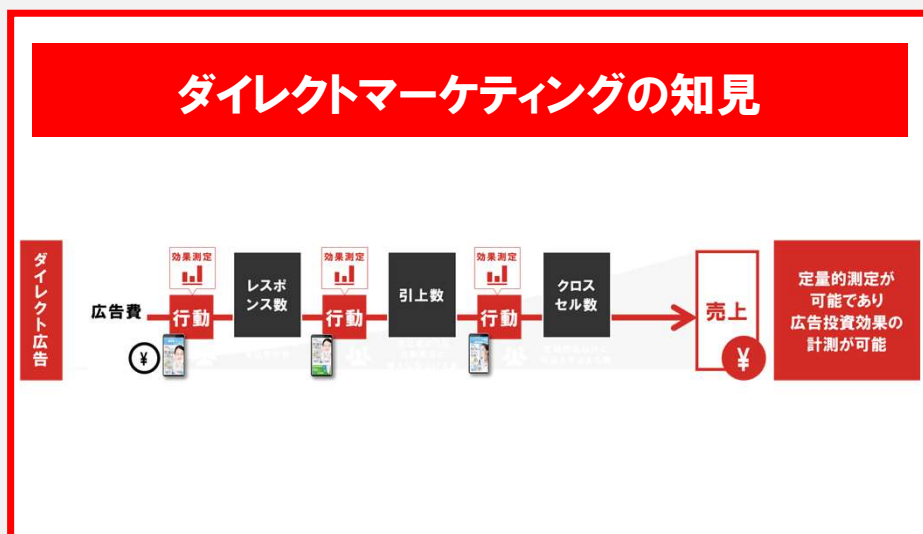 ダイレクトマーケティングの知見
ダイレクト広告
広告費
¥
効果測定
行動
レスポ
ンス数
効果測定
行動
引上数
効果測定
行動
クロス
セル数
売上
¥
定量的測定が
可能であり
広告投資効果の
計測が可能